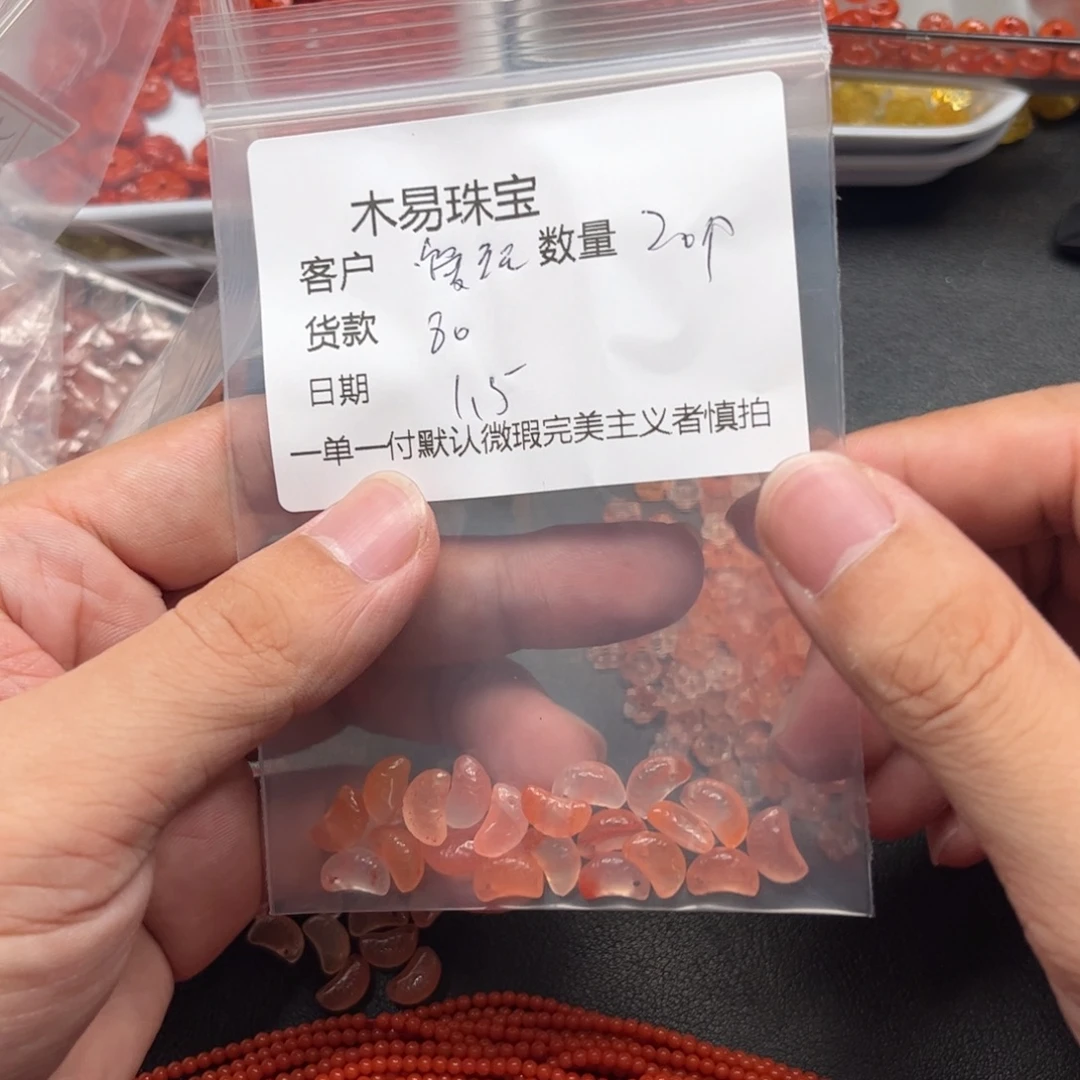 木易珠宝
客户 数量 20个
货款 80
日期 1.5
一单一付默认微瑕完美主义者慎拍